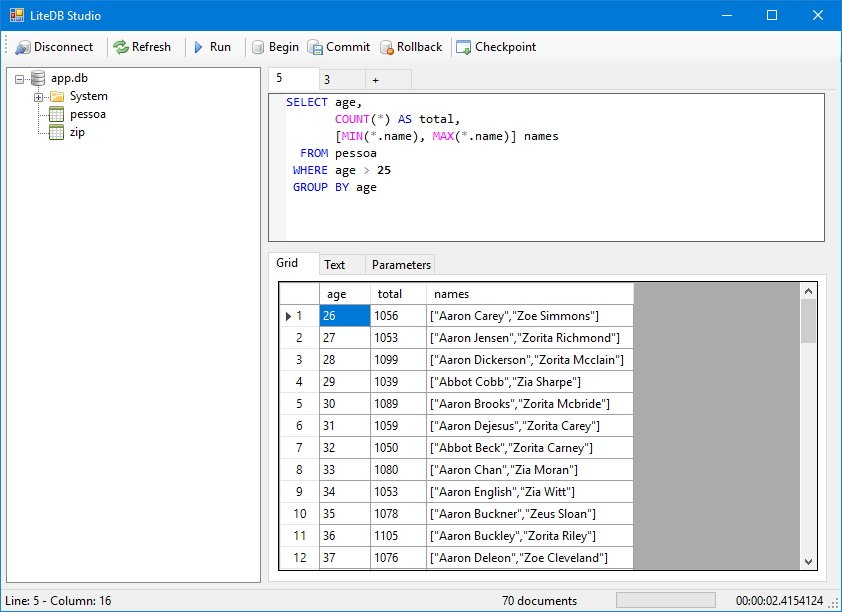 LiteDB Studio
Disconnect Refresh Run Begin Commit Rollback Checkpoint
app.db
System
pessoa
zip
5 3 +
SELECT age,
COUNT(*) AS total,
[MIN(*.name), MAX(*.name)] names
FROM pessoa
WHERE age > 25
GROUP BY age
Grid Text Parameters
age total names
1 26 1056 ["Aaron Carey","Zoe Simmons"]
2 27 1053 ["Aaron Jensen","Zorita Richmond"]
3 28 1099 ["Aaron Dickerson","Zorita Mcclain"]
4 29 1039 ["Abbot Cobb","Zia Sharpe"]
5 30 1089 ["Aaron Brooks","Zorita Mcbride"]
6 31 1059 ["Aaron Dejesus","Zorita Carey"]
7 32 1050 ["Abbot Beck","Zorita Carney"]
8 33 1080 ["Aaron Chan","Zia Moran"]
9 34 1053 ["Aaron English","Zia Witt"]
10 35 1078 ["Aaron Buckner","Zeus Sloan"]
11 36 1105 ["Aaron Buckley","Zorita Riley"]
12 37 1076 ["Aaron Deleon","Zoe Cleveland"]
Line: 5 - Column: 16 70 documents 00:00:02.4154124